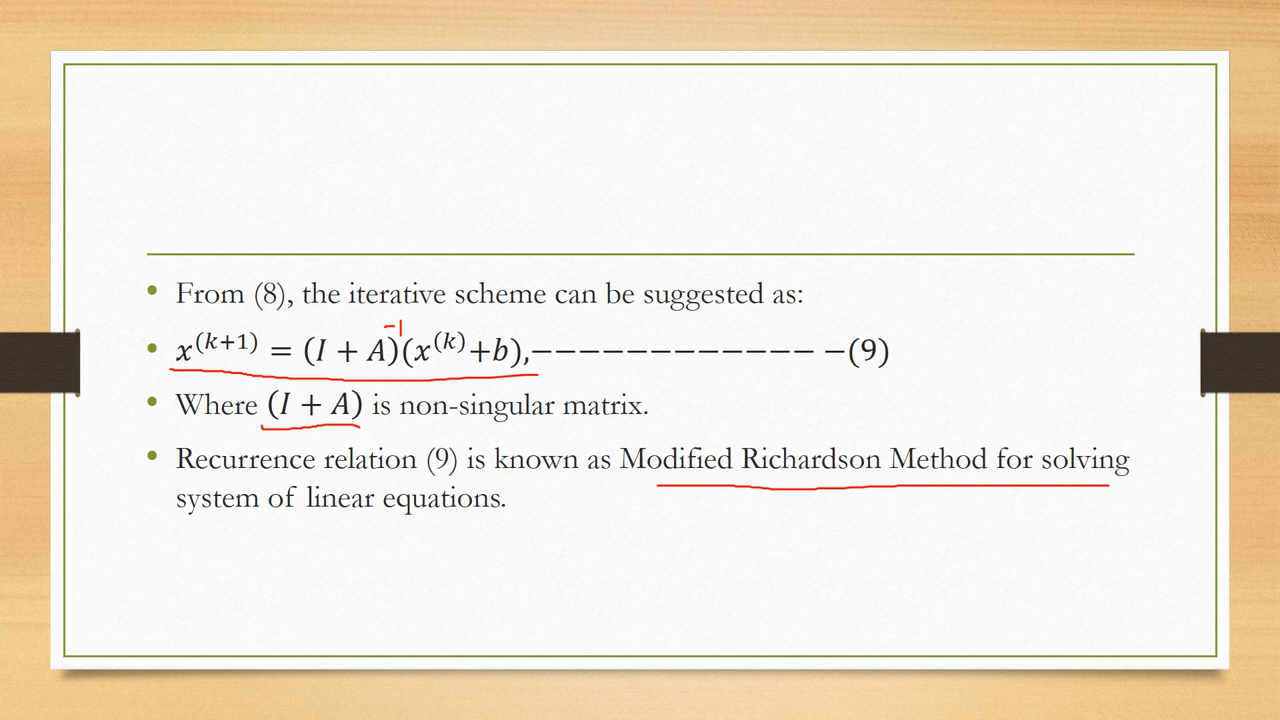 • From (8), the iterative scheme can be suggested as:
• x^(k+1) = (I + A)^-1(x^(k)+b),−−−−−−−−−−−− −(9)
• Where (I + A) is non-singular matrix.
• Recurrence relation (9) is known as Modified Richardson Method for solving
system of linear equations.